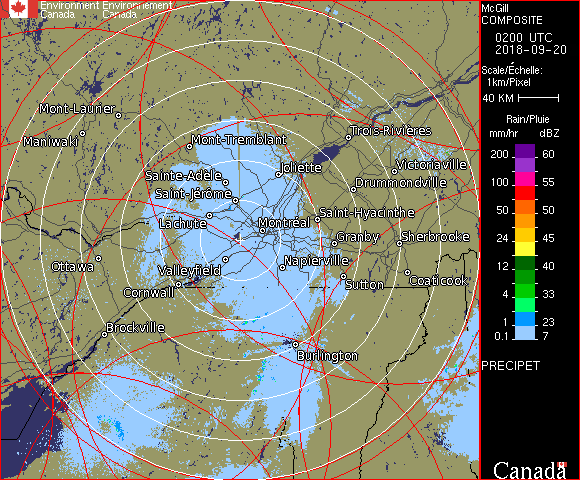 Environment Environnement
Canada Canada
McGill
COMPOSITE
0200 UTC
2018-09-20
Scale/Échelle:
1km/Pixel
40 KM
Rain/Pluie
mm/hr dBZ
200 60
100 55
50 50
24 45
12 40
4 33
1 23
0.1 7
PRECIPET
Canada
Mont-Laurier
Maniwaki
Mont-Tremblant
Trois-Rivières
Joliette
Victoriaville
Sainte-Adèle
Drummondville
Saint-Jérôme
Saint-Hyacinthe
Lachute
Montréal
Granby
Sherbrooke
Ottawa
Valleyfield
Napierville
Cornwall
Sutton
Coaticook
Brockville
Burlington